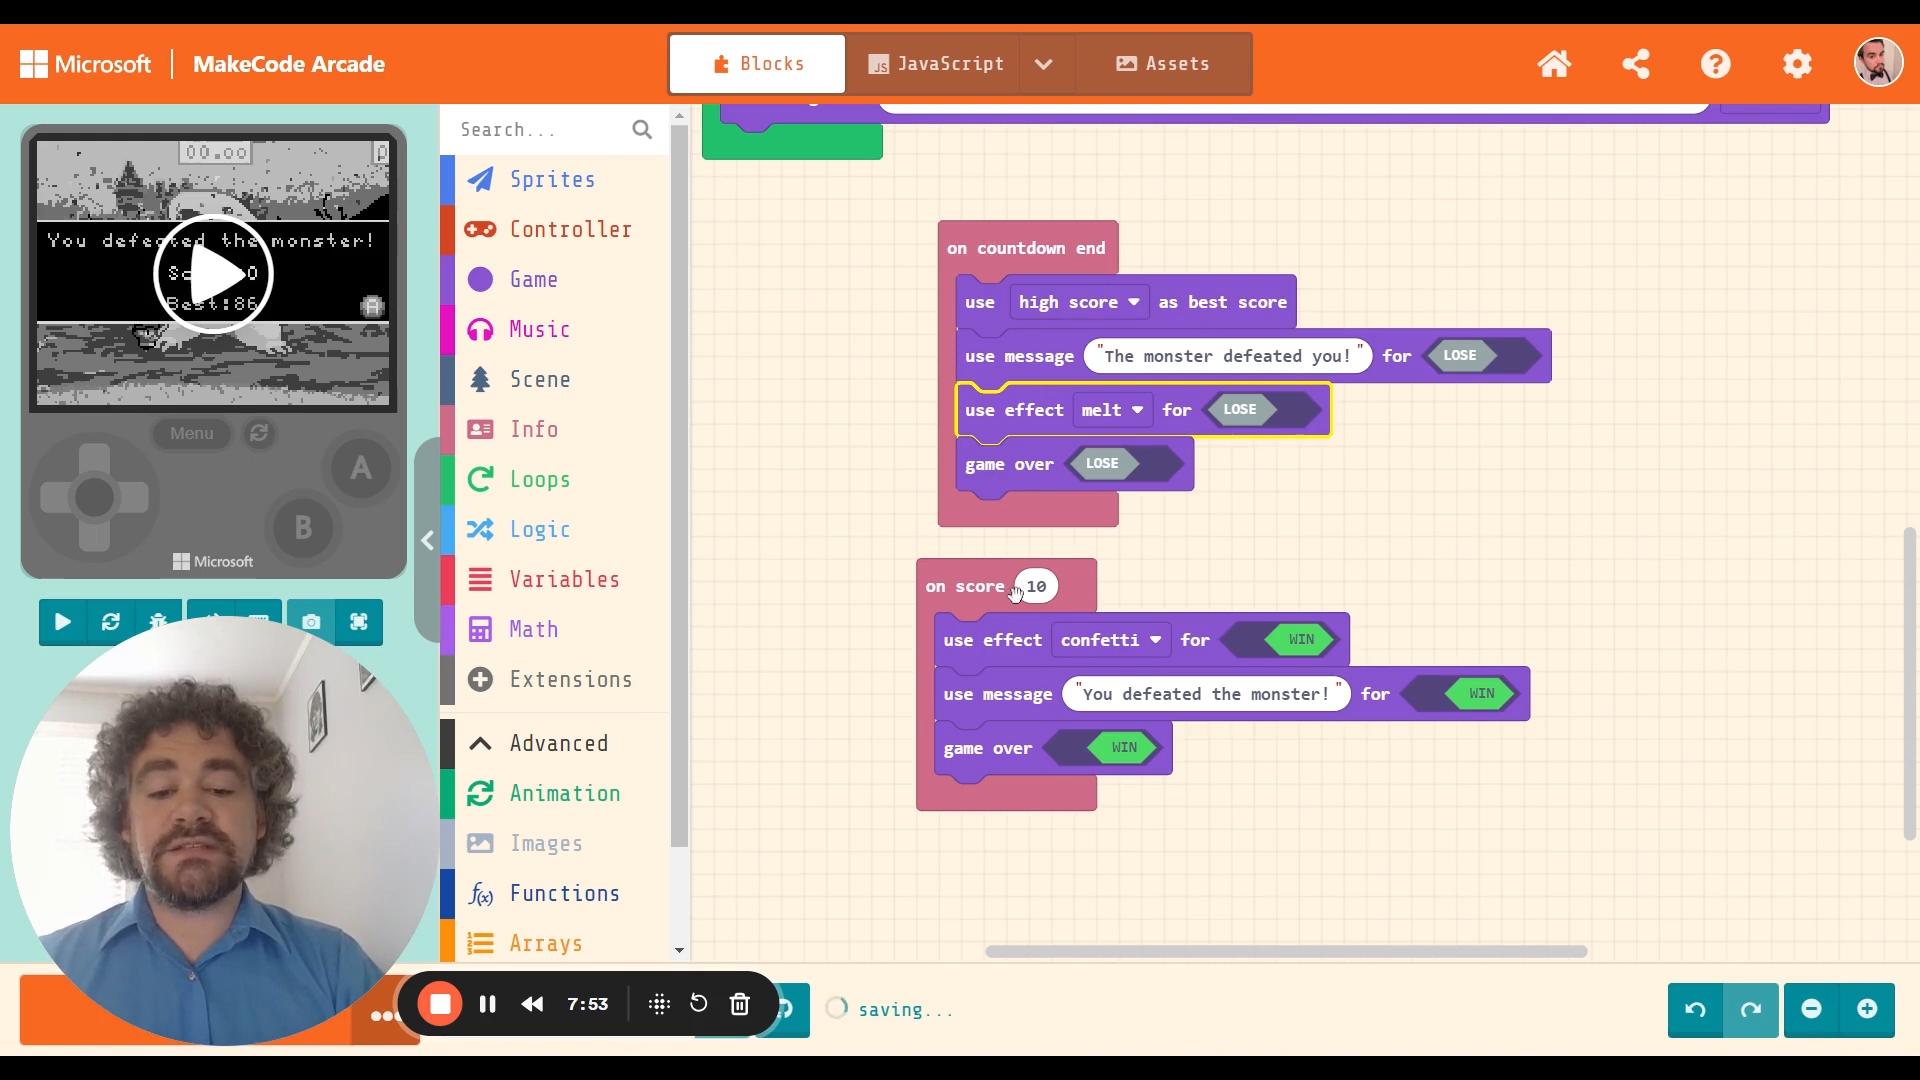 Microsoft
MakeCode Arcade
Blocks
JavaScript
Assets
Search...
Sprites
Controller
Game
Music
Scene
Info
Loops
Logic
Variables
Math
Extensions
Advanced
Animation
Images
Functions
Arrays
00.00
You defeated the monster!
Best:86
A
Menu
A
B
Microsoft
on countdown end
use high score as best score
use message "The monster defeated you!" for LOSE
use effect melt for LOSE
game over LOSE
on score 10
use effect confetti for WIN
use message "You defeated the monster!" for WIN
game over WIN
7:53
saving...